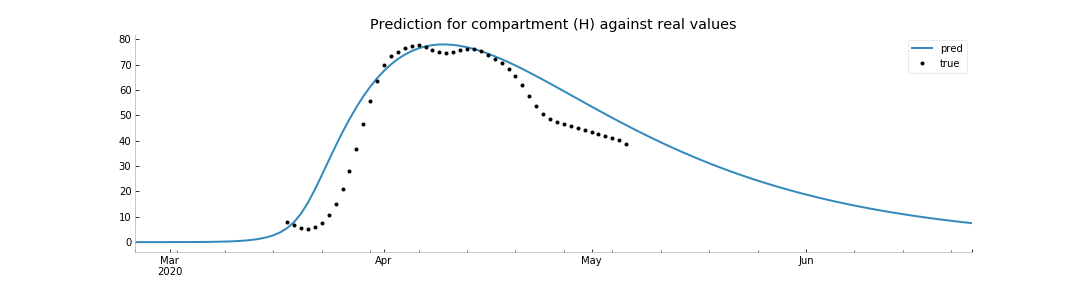 Prediction for compartment (H) against real values
80
70
60
50
40
30
20
10
0
pred
true
Mar
2020
Apr
May
Jun